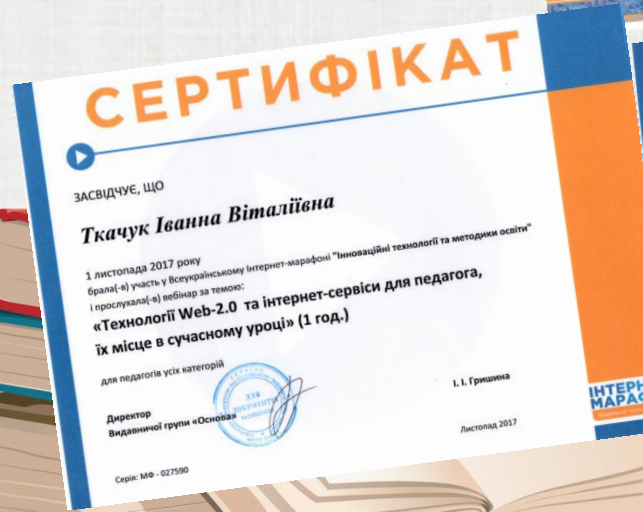 СЕРТИФІКАТ
ЗАСВІДЧУЄ, ЩО
Ткачук Іванна Віталіївна
1 листопада 2017 року
брала(-в) участь у Всеукраїнському Інтернет-марафоні "Інноваційні технології та методики освіти"
і прослухала(-в) вебінар за темою:
«Технології Web-2.0 та інтернет-сервіси для педагога,
їх місце в сучасному уроці» (1 год.)
для педагогів усіх категорій
Директор
Видавничої групи «Основа»
ДЛЯ
ДОКУМЕНТІВ
І. І. Гришина
Листопад 2017
Серія: МФ - 027590